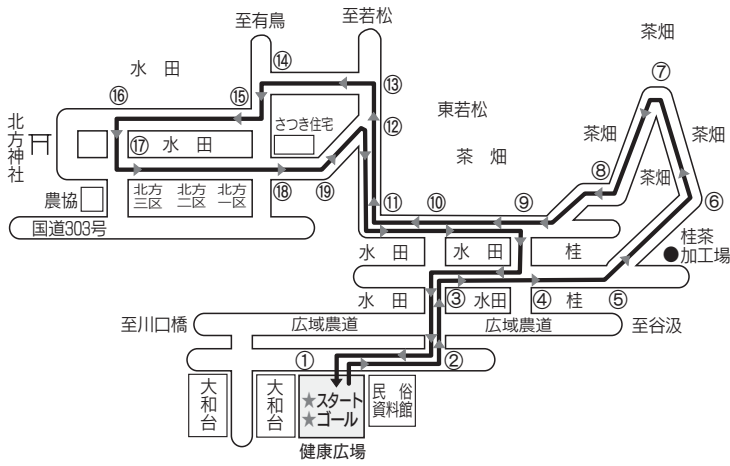 至有鳥
至若松
茶畑
水 田
⑭
⑬
⑦
⑯
⑮
東若松
北方神社
⑰
水 田
さつき住宅
⑫
茶 畑
茶畑
茶畑
⑧
茶畑
農協
北方三区
北方二区
北方一区
⑱
⑲
⑪
⑩
⑨
⑥
国道303号
水 田
水 田
桂
桂茶
加工場
水 田
③
水田
④
桂
⑤
至川口橋
広域農道
広域農道
至谷汲
①
②
大和台
大和台
★スタート
★ゴール
民 俗
資料館
健康広場